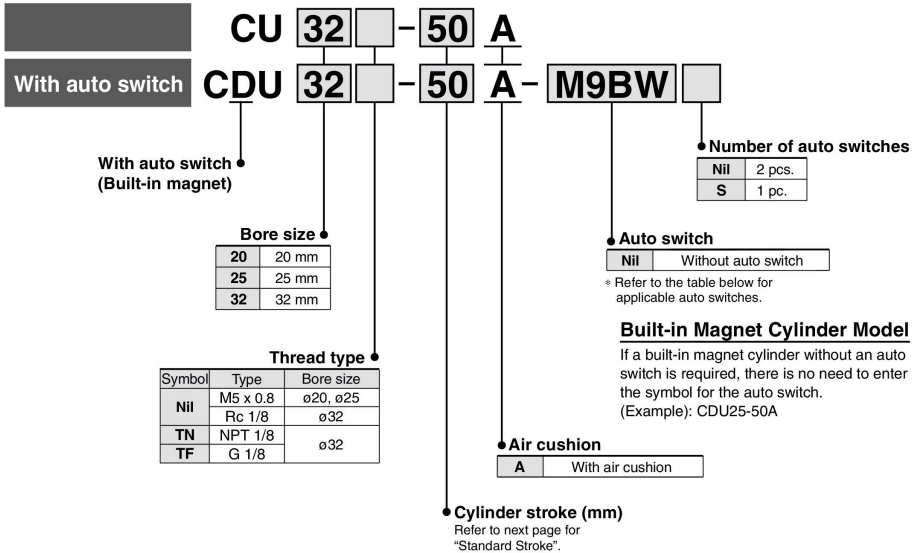 CU 32 - 50 A
With auto switch CDU 32 - 50 A - M9BW
With auto switch
(Built-in magnet)
Number of auto switches
Nil 2 pcs.
S 1 pc.
Bore size
20 20 mm
25 25 mm
32 32 mm
Auto switch
Nil Without auto switch
* Refer to the table below for
applicable auto switches.
Built-in Magnet Cylinder Model
If a built-in magnet cylinder without an auto
switch is required, there is no need to enter
the symbol for the auto switch.
(Example): CDU25-50A
Thread type
Symbol Type Bore size
Nil M5 x 0.8 ø20, ø25
Rc 1/8 ø32
TN NPT 1/8 ø32
TF G 1/8
Air cushion
A With air cushion
Cylinder stroke (mm)
Refer to next page for
“Standard Stroke”.